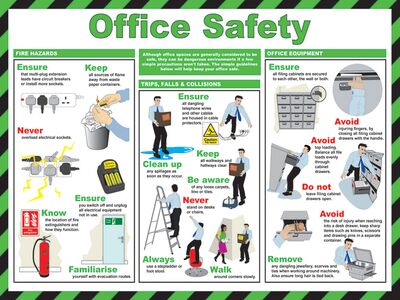 Office Safety
FIRE HAZARDS
Ensure
that multi-plug extension
leads have circuit breakers
or install more sockets.
Keep
all sources of flame
away from waste
paper containers.
Never
overload electrical sockets.
Ensure
you switch off and unplug
all electrical equipment
not in use.
Know
the location of fire
extinguishers and
how they function.
Familiarise
yourself with evacuation routes.
Although office spaces are generally considered to be
safe, they can be dangerous environments if a few
simple precautions aren't taken. The simple guidelines
below will help keep your office safe.
TRIPS, FALLS & COLLISIONS
Ensure
all dangling
telephone wires
and other cables
are housed in cable
protectors.
Keep
all walkways and
hallways clear.
Clean up
any spillages as
soon as they occur.
Be aware
of any loose carpets,
lino or tiles.
Never
stand on desks
or chairs.
Always
use a stepladder or
foot stool.
Walk
around corners slowly.
OFFICE EQUIPMENT
Ensure
all filing cabinets are secured
to each other, the wall or both.
Avoid
injuring fingers, by
closing all filing cabinet
drawers with the handle.
Avoid
top loading.
Balance all file
loads evenly
through
cabinet
drawers.
Do not
leave filing cabinet
drawers open.
Avoid
the risk of injury when reaching
into a desk drawer, keep sharp
items such as knives, scissors
and drawing pins in a separate
container.
Remove
any dangling jewellery, scarves and
ties when working around machinery.
Also ensure long hair is tied back.